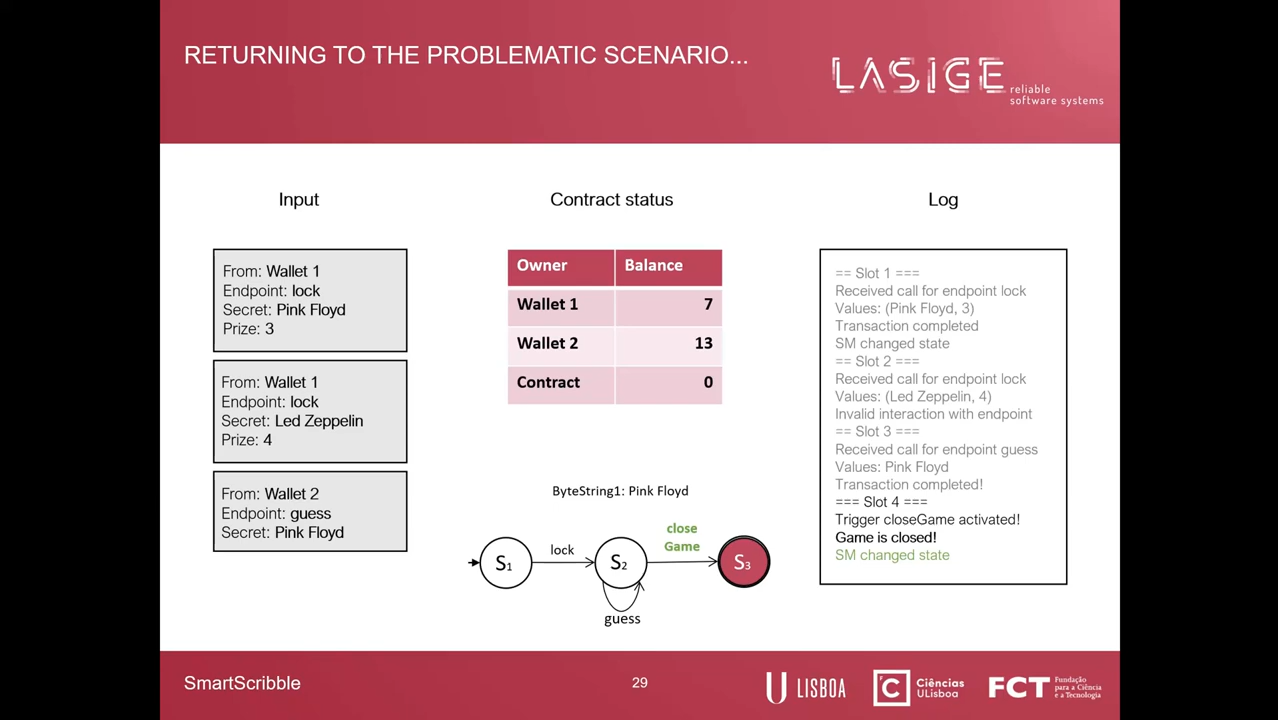 RETURNING TO THE PROBLEMATIC SCENARIO...
LASIGE
reliable
software systems
Input
Contract status
Log
From: Wallet 1
Endpoint: lock
Secret: Pink Floyd
Prize: 3
From: Wallet 1
Endpoint: lock
Secret: Led Zeppelin
Prize: 4
From: Wallet 2
Endpoint: guess
Secret: Pink Floyd
Owner Balance
Wallet 1 7
Wallet 2 13
Contract 0
ByteString1: Pink Floyd
S1
lock
S2
guess
close
Game
S3
== Slot 1 ===
Received call for endpoint lock
Values: (Pink Floyd, 3)
Transaction completed
SM changed state
== Slot 2 ===
Received call for endpoint lock
Values: (Led Zeppelin, 4)
Invalid interaction with endpoint
== Slot 3 ===
Received call for endpoint guess
Values: Pink Floyd
Transaction completed!
=== Slot 4 ===
Trigger closeGame activated!
Game is closed!
SM changed state
SmartScribble
29
U LISBOA
C Ciências
ULisboa
FCT Fundação
para a Ciência
e a Tecnologia